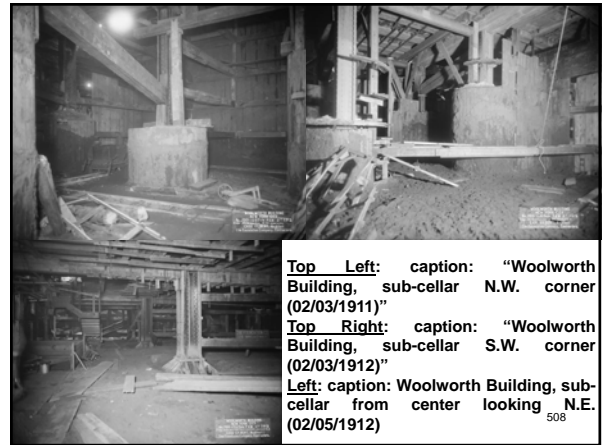 Top Left: caption: “Woolworth
Building, sub-cellar N.W. corner
(02/03/1911)”
Top Right: caption: “Woolworth
Building, sub-cellar S.W. corner
(02/03/1912)”
Left: caption: Woolworth Building, sub-
cellar from center looking N.E.
(02/05/1912)
508